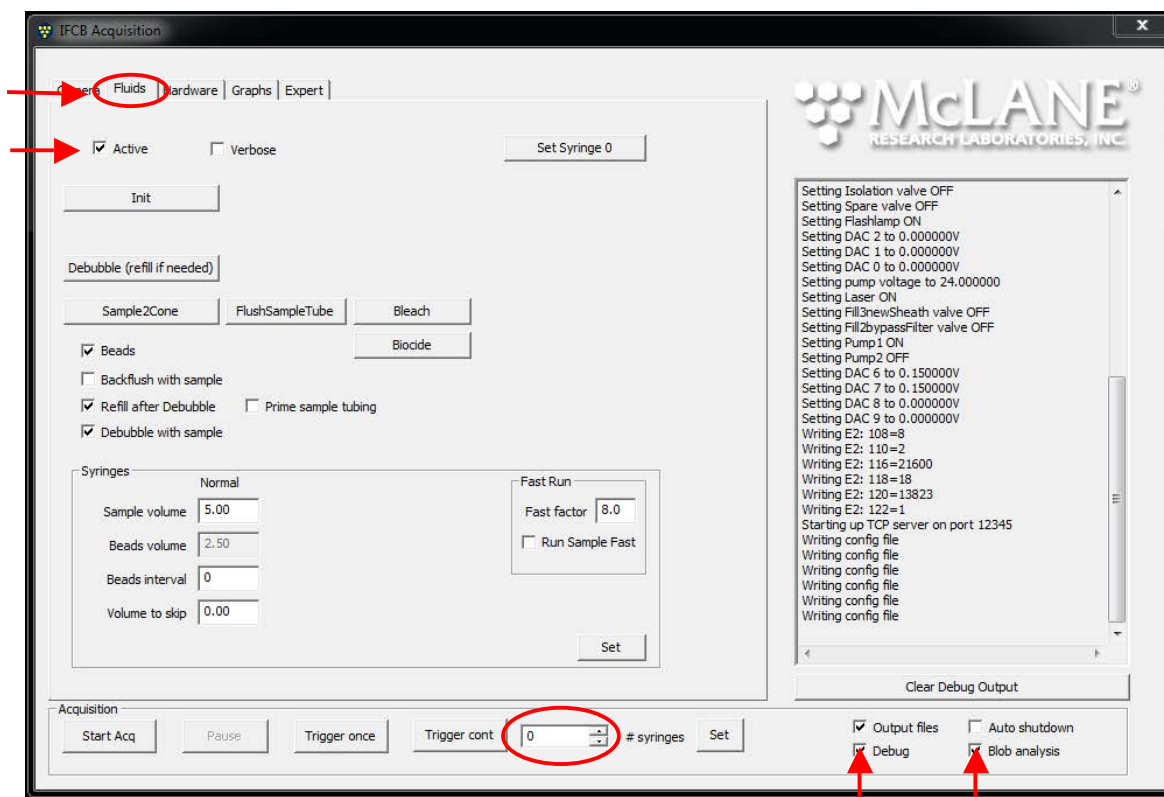 IFCB Acquisition
x
Camera Fluids Hardware Graphs Expert
McLANE®
RESEARCH LABORATORIES, INC.
Active Verbose Set Syringe 0
Init
Debubble (refill if needed)
Sample2Cone FlushSampleTube Bleach
Biocide
Beads
Backflush with sample
Refill after Debubble Prime sample tubing
Debubble with sample
Syringes
Normal
Sample volume 5.00
Beads volume 2.50
Beads interval 0
Volume to skip 0.00
Fast Run
Fast factor 8.0
Run Sample Fast
Set
Setting Isolation valve OFF
Setting Spare valve OFF
Setting Flashlamp ON
Setting DAC 2 to 0.000000V
Setting DAC 1 to 0.000000V
Setting DAC 0 to 0.000000V
Setting pump voltage to 24.000000
Setting Laser ON
Setting Fill3newSheath valve OFF
Setting Fill2bypassFilter valve OFF
Setting Pump1 ON
Setting Pump2 OFF
Setting DAC 6 to 0.150000V
Setting DAC 7 to 0.150000V
Setting DAC 8 to 0.000000V
Setting DAC 9 to 0.000000V
Writing E2: 108=8
Writing E2: 110=2
Writing E2: 116=21600
Writing E2: 118=18
Writing E2: 120=13823
Writing E2: 122=1
Starting up TCP server on port 12345
Writing config file
Writing config file
Writing config file
Writing config file
Writing config file
Writing config file
Clear Debug Output
Acquisition
Start Acq Pause Trigger once Trigger cont 0 # syringes Set
Output files Auto shutdown
Debug Blob analysis